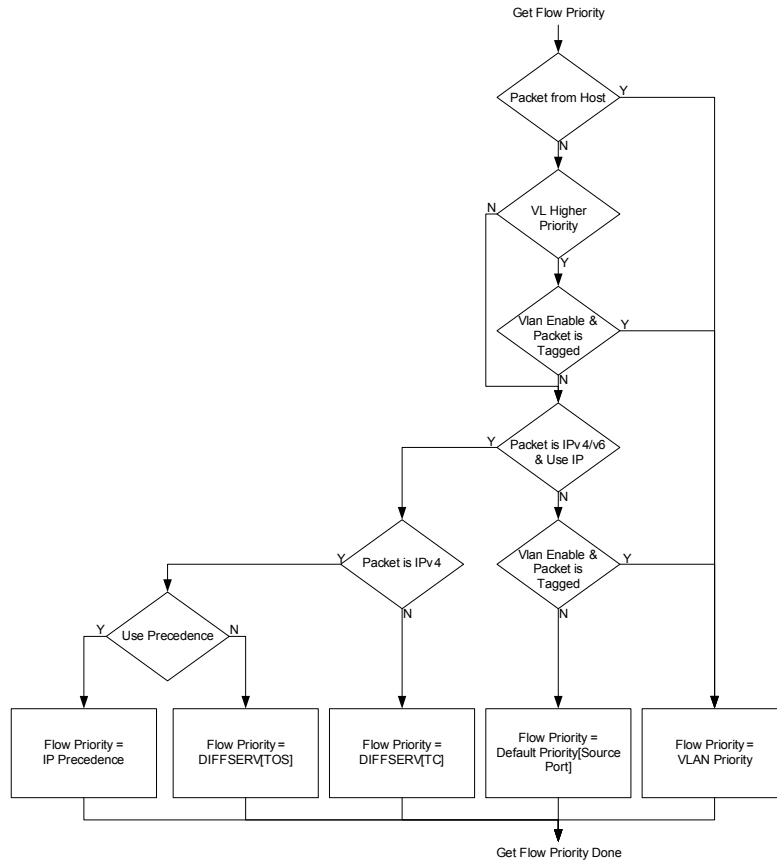 Get Flow Priority
Packet from Host
Y
N
VL Higher
Priority
N
Y
Vlan Enable &
Packet is
Tagged
Y
N
Packet is IPv4/v6
& Use IP
Y
N
Packet is IPv4
Y
N
Vlan Enable &
Packet is
Tagged
Y
N
Use Precedence
Y
N
Flow Priority =
IP Precedence
Flow Priority =
DIFFSERV[TOS]
Flow Priority =
DIFFSERV[TC]
Flow Priority =
Default Priority[Source
Port]
Flow Priority =
VLAN Priority
Get Flow Priority Done